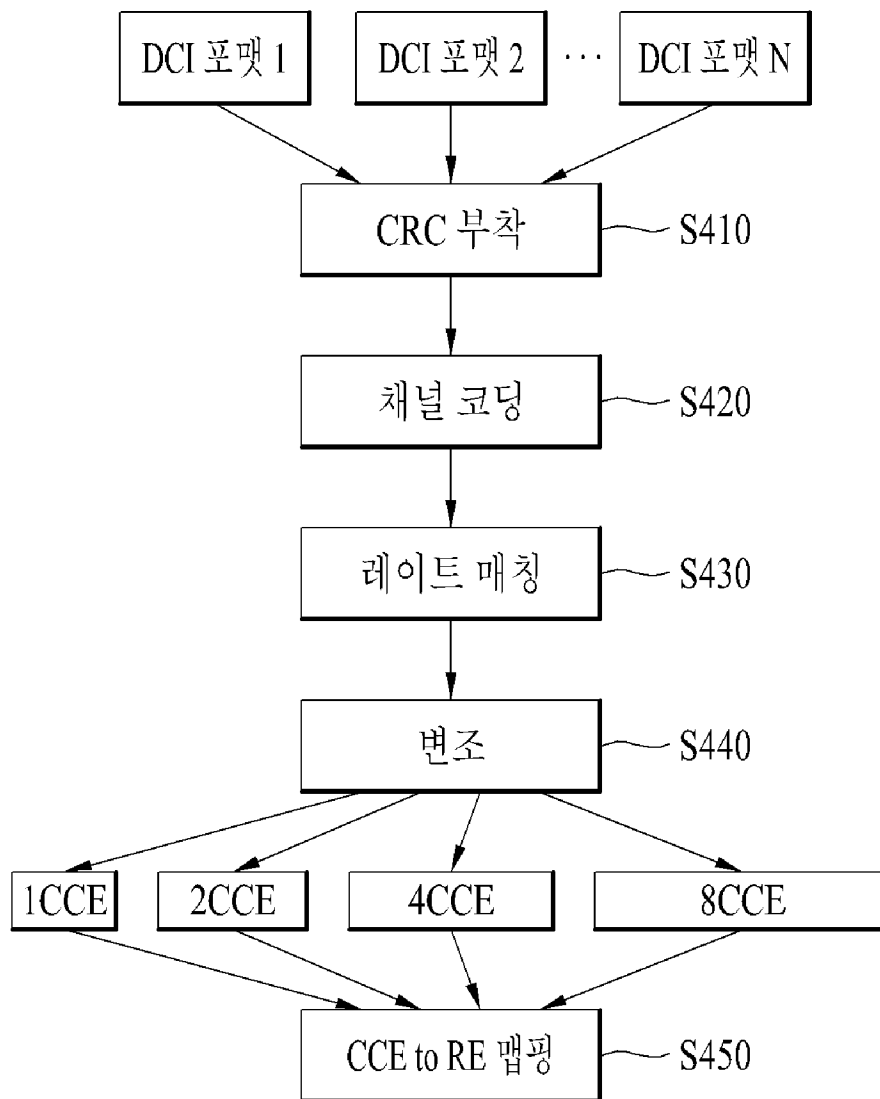 DCI 포맷 1
DCI 포맷 2
···
DCI 포맷 N
CRC 부착
S410
채널 코딩
S420
레이트 매칭
S430
변조
S440
1CCE
2CCE
4CCE
8CCE
CCE to RE 맵핑
S450